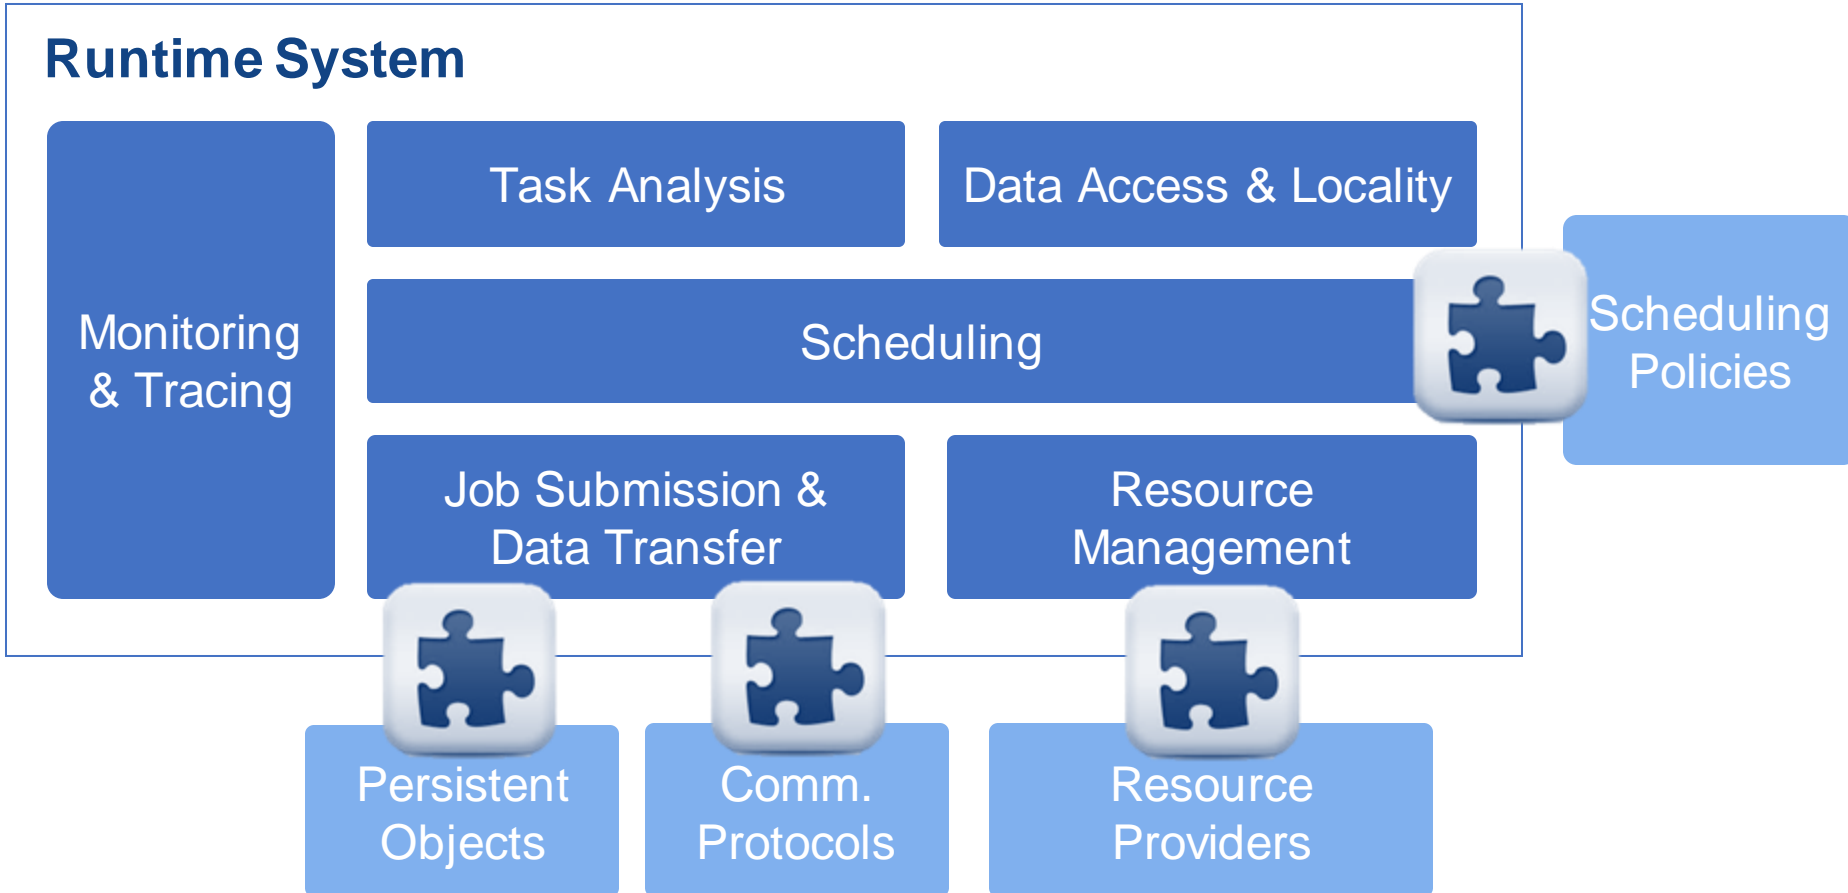 Runtime System
Task Analysis
Data Access & Locality
Monitoring
& Tracing
Scheduling
Scheduling
Policies
Job Submission &
Data Transfer
Resource
Management
Persistent
Objects
Comm.
Protocols
Resource
Providers